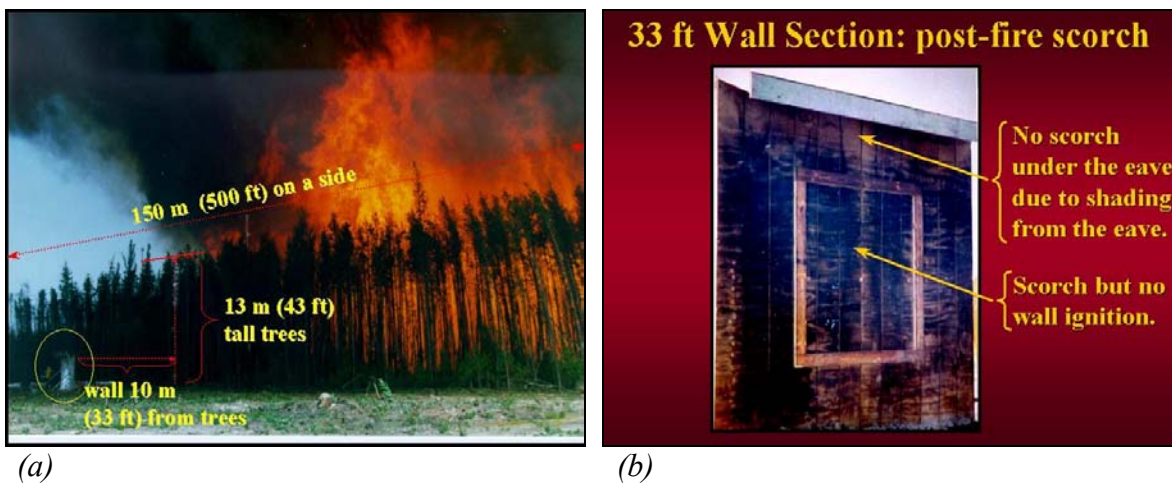 150 m (500 ft) on a side
13 m (43 ft)
tall trees
wall 10 m
(33 ft) from trees
(a)
33 ft Wall Section: post-fire scorch
No scorch
under the eave
due to shading
from the eave.
Scorch but no
wall ignition.
(b)